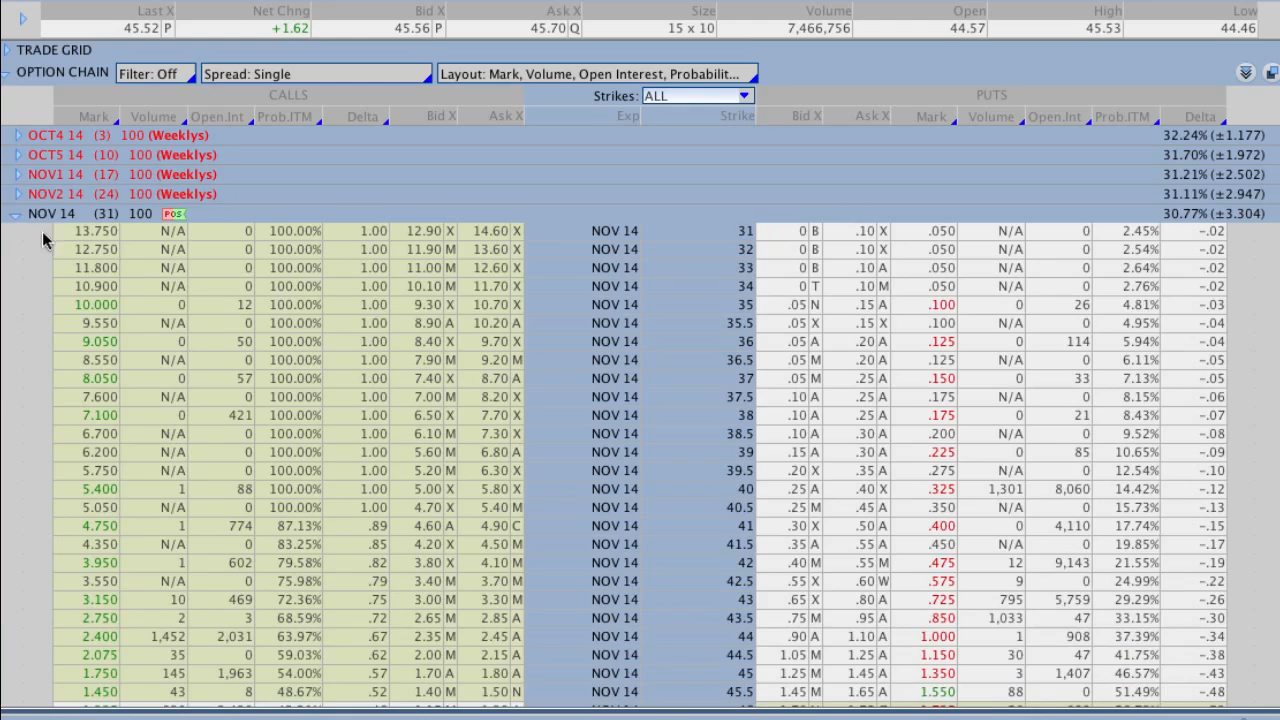 Last X Net Chng Bid X Ask X Size Volume Open High Low
45.52 P +1.62 45.56 P 45.70 Q 15 x 10 7,466,756 44.57 45.53 44.46
TRADE GRID
OPTION CHAIN Filter: Off Spread: Single Layout: Mark, Volume, Open Interest, Probabilit...
CALLS Strikes: ALL PUTS
Mark Volume Open.Int Prob.ITM Delta Bid X Ask X Exp Strike Bid X Ask X Mark Volume Open.Int Prob.ITM Delta
OCT4 14 (3) 100 (Weeklys) 32.24% (±1.177)
OCT5 14 (10) 100 (Weeklys) 31.70% (±1.972)
NOV1 14 (17) 100 (Weeklys) 31.21% (±2.502)
NOV2 14 (24) 100 (Weeklys) 31.11% (±2.947)
NOV 14 (31) 100 POS 30.77% (±3.304)
13.750 N/A 0 100.00% 1.00 12.90 X 14.60 X NOV 14 31 0 B .10 X .050 N/A 0 2.45% -.02
12.750 N/A 0 100.00% 1.00 11.90 M 13.60 X NOV 14 32 0 B .10 X .050 N/A 0 2.54% -.02
11.800 N/A 0 100.00% 1.00 11.00 M 12.60 X NOV 14 33 0 B .10 A .050 N/A 0 2.64% -.02
10.900 N/A 0 100.00% 1.00 10.10 M 11.70 X NOV 14 34 0 T .10 M .050 N/A 0 2.76% -.02
10.000 0 12 100.00% 1.00 9.30 X 10.70 X NOV 14 35 .05 N .15 A .100 0 26 4.81% -.03
9.550 N/A 0 100.00% 1.00 8.90 A 10.20 A NOV 14 35.5 .05 X .15 X .100 N/A 0 4.95% -.04
9.050 0 50 100.00% 1.00 8.40 X 9.70 X NOV 14 36 .05 A .20 A .125 0 114 5.94% -.04
8.550 N/A 0 100.00% 1.00 7.90 M 9.20 M NOV 14 36.5 .05 M .20 A .125 N/A 0 6.11% -.05
8.050 0 57 100.00% 1.00 7.40 X 8.70 A NOV 14 37 .05 M .25 A .150 0 33 7.13% -.05
7.600 N/A 0 100.00% 1.00 7.00 M 8.20 X NOV 14 37.5 .10 A .25 A .175 N/A 0 8.15% -.06
7.100 0 421 100.00% 1.00 6.50 X 7.70 X NOV 14 38 .10 A .25 A .175 0 21 8.43% -.07
6.700 N/A 0 100.00% 1.00 6.10 M 7.30 X NOV 14 38.5 .10 A .30 A .200 N/A 0 9.52% -.08
6.200 N/A 0 100.00% 1.00 5.60 M 6.80 A NOV 14 39 .15 A .30 A .225 0 85 10.65% -.09
5.750 N/A 0 100.00% 1.00 5.20 M 6.30 X NOV 14 39.5 .20 X .35 A .275 N/A 0 12.54% -.10
5.400 1 88 100.00% 1.00 5.00 X 5.80 X NOV 14 40 .25 A .40 X .325 1,301 8,060 14.42% -.12
5.050 N/A 0 100.00% 1.00 4.70 X 5.40 M NOV 14 40.5 .25 M .45 A .350 N/A 0 15.73% -.13
4.750 1 774 87.13% .89 4.60 A 4.90 C NOV 14 41 .30 X .50 A .400 0 4,110 17.74% -.15
4.350 N/A 0 83.25% .85 4.20 X 4.50 M NOV 14 41.5 .35 A .55 A .450 N/A 0 19.85% -.17
3.950 1 602 79.58% .82 3.80 X 4.10 M NOV 14 42 .40 M .55 M .475 12 9,143 21.55% -.19
3.550 N/A 0 75.98% .79 3.40 M 3.70 M NOV 14 42.5 .55 X .60 W .575 9 0 24.99% -.22
3.150 10 469 72.36% .75 3.00 M 3.30 M NOV 14 43 .65 X .80 A .725 795 5,759 29.29% -.26
2.750 2 3 68.59% .72 2.65 M 2.85 A NOV 14 43.5 .75 M .95 A .850 1,033 47 33.15% -.30
2.400 1,452 2,031 63.97% .67 2.35 M 2.45 A NOV 14 44 .90 A 1.10 A 1.000 1 908 37.39% -.34
2.075 35 0 59.03% .62 2.00 M 2.15 A NOV 14 44.5 1.05 M 1.25 A 1.150 30 47 41.75% -.38
1.750 145 1,963 54.00% .57 1.70 A 1.80 A NOV 14 45 1.25 M 1.45 A 1.350 3 1,407 46.57% -.43
1.450 43 8 48.67% .52 1.40 M 1.50 N NOV 14 45.5 1.45 M 1.65 A 1.550 88 0 51.49% -.48